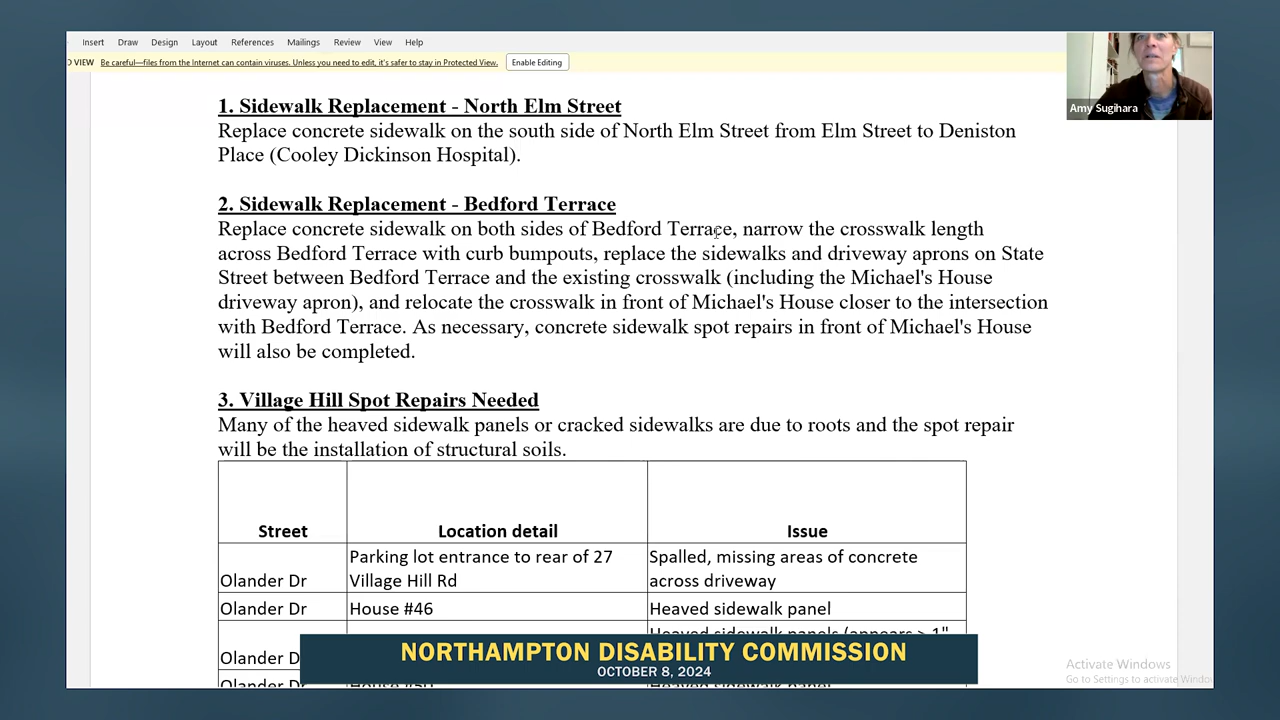 Insert Draw Design Layout References Mailings Review View Help
VIEW Be careful—files from the Internet can contain viruses. Unless you need to edit, it's safer to stay in Protected View. Enable Editing
Amy Sugihara
1. Sidewalk Replacement - North Elm Street
Replace concrete sidewalk on the south side of North Elm Street from Elm Street to Deniston
Place (Cooley Dickinson Hospital).
2. Sidewalk Replacement - Bedford Terrace
Replace concrete sidewalk on both sides of Bedford Terrace, narrow the crosswalk length
across Bedford Terrace with curb bumpouts, replace the sidewalks and driveway aprons on State
Street between Bedford Terrace and the existing crosswalk (including the Michael's House
driveway apron), and relocate the crosswalk in front of Michael's House closer to the intersection
with Bedford Terrace. As necessary, concrete sidewalk spot repairs in front of Michael's House
will also be completed.
3. Village Hill Spot Repairs Needed
Many of the heaved sidewalk panels or cracked sidewalks are due to roots and the spot repair
will be the installation of structural soils.
Street Location detail Issue
Parking lot entrance to rear of 27 Spalled, missing areas of concrete
Olander Dr Village Hill Rd across driveway
Olander Dr House #46 Heaved sidewalk panel
Heaved sidewalk panels (appears > 1"
Olander D
NORTHAMPTON DISABILITY COMMISSION
OCTOBER 8, 2024
Activate Windows
Go to Settings to activate Windo